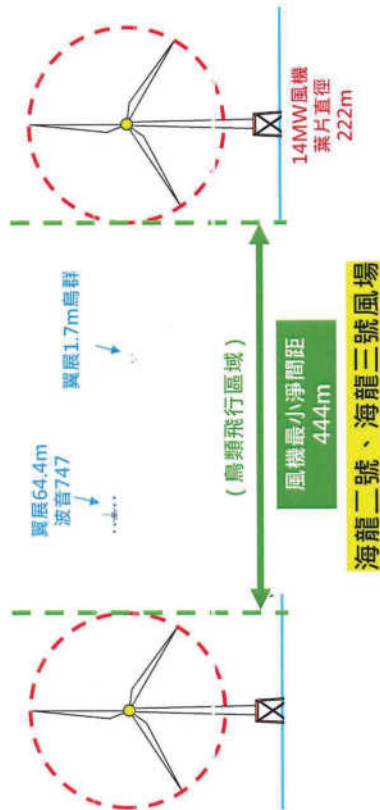 翼展64.4m
波音747
翼展1.7m鳥群
14MW風機
葉片直徑
222m
(鳥類飛行區域)
風機最小淨間距
444m
海龍二號、海龍三號風場